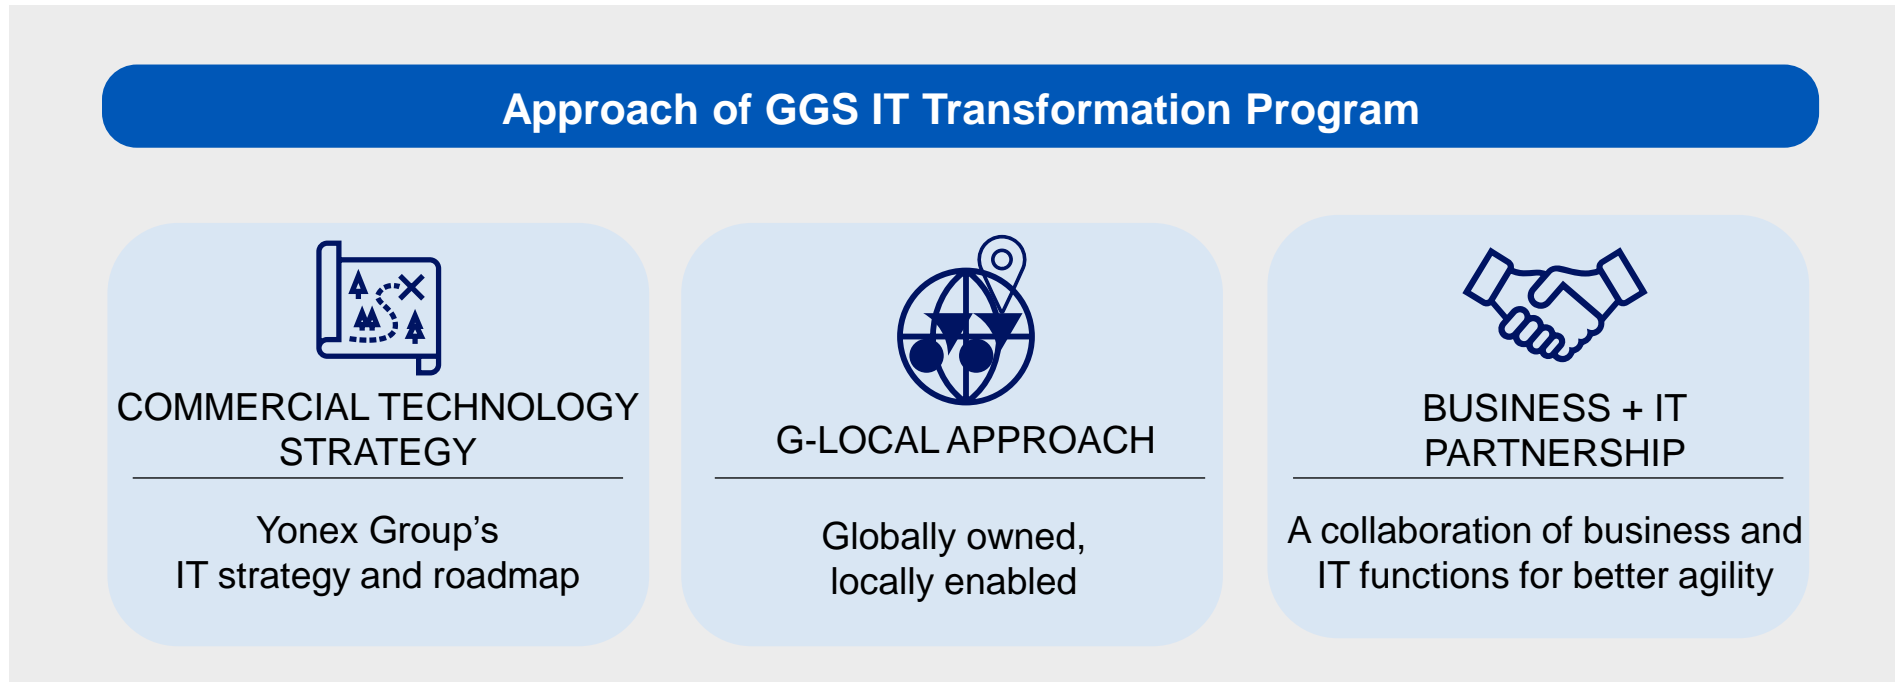 Approach of GGS IT Transformation Program
COMMERCIAL TECHNOLOGY
STRATEGY
Yonex Group’s
IT strategy and roadmap
G-LOCAL APPROACH
Globally owned,
locally enabled
BUSINESS + IT
PARTNERSHIP
A collaboration of business and
IT functions for better agility